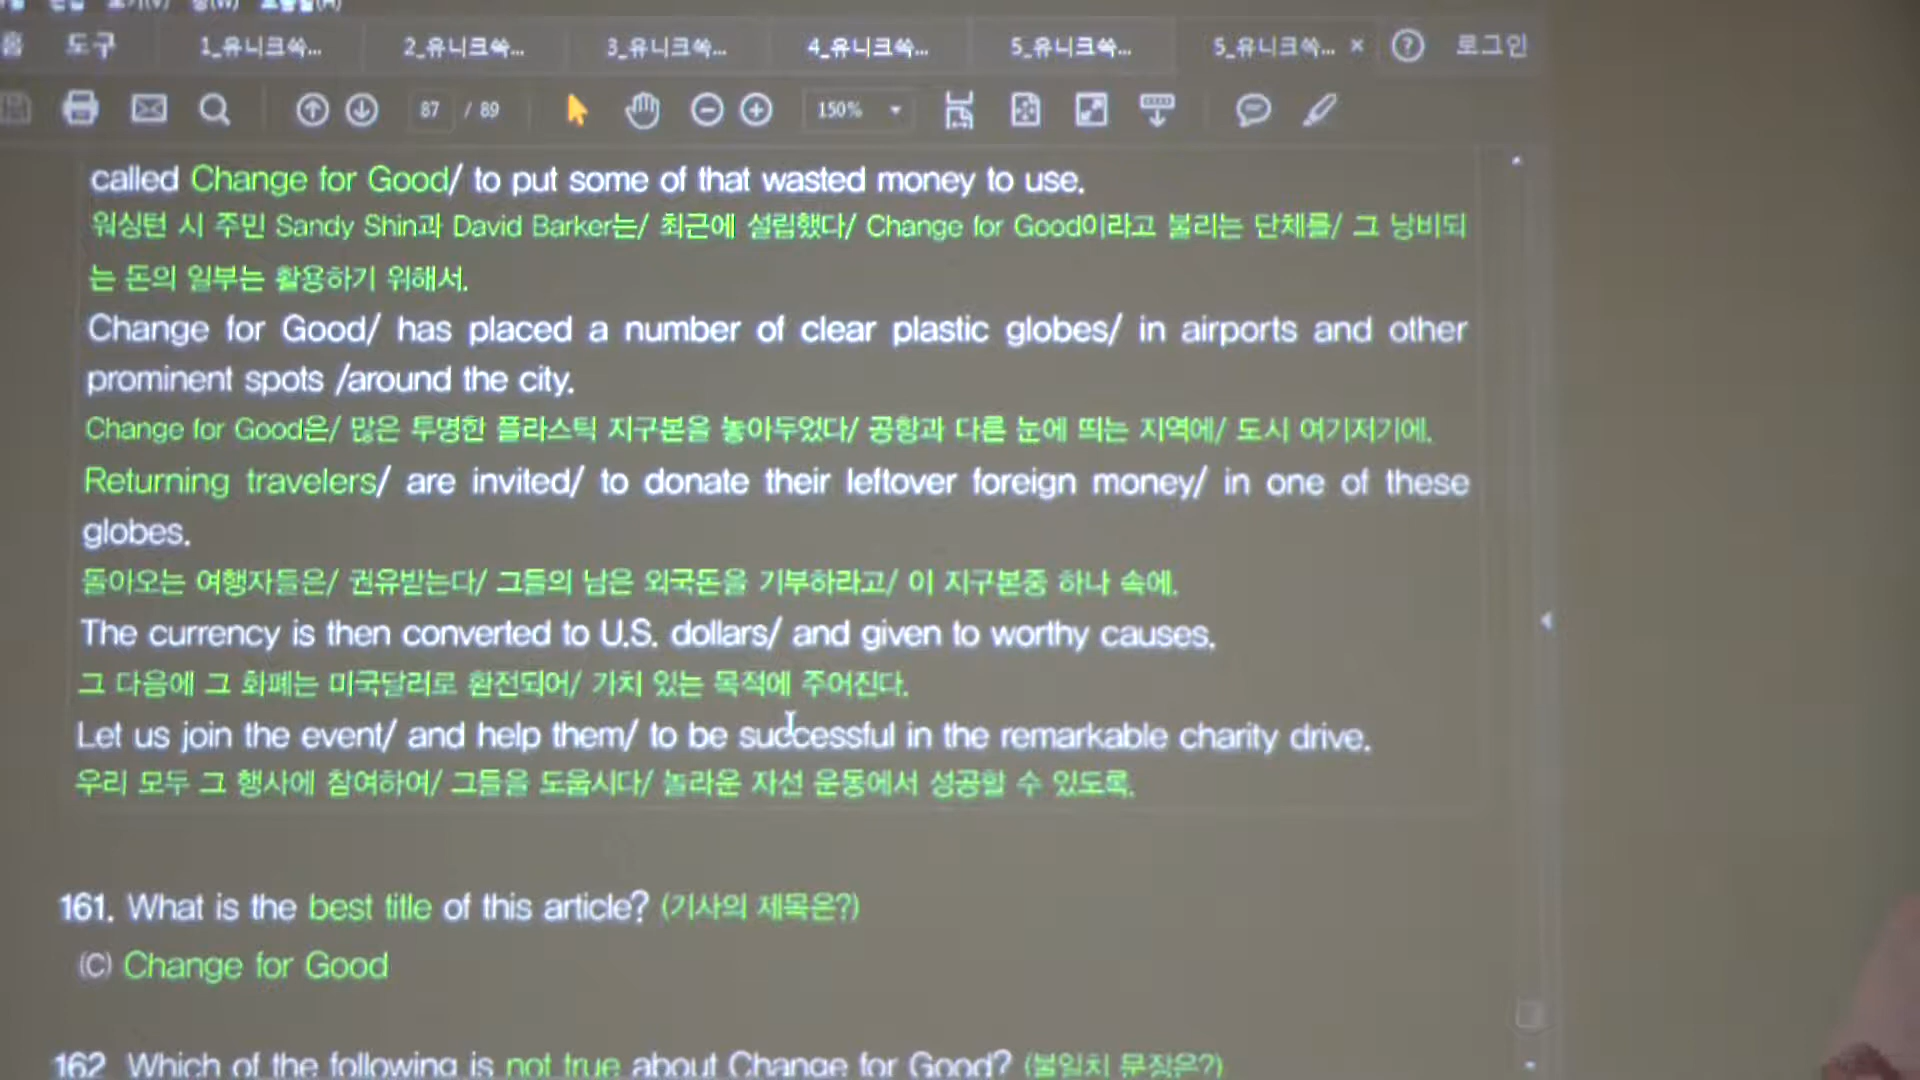 도구 1_유니크쏙... 2_유니크쏙... 3_유니크쏙... 4_유니크쏙... 5_유니크쏙... 5_유니크쏙... × 로그인
87 / 89 150%
called Change for Good/ to put some of that wasted money to use.
워싱턴 시 주민 Sandy Shin과 David Barker는/ 최근에 설립했다/ Change for Good이라고 불리는 단체를/ 그 낭비되
는 돈의 일부는 활용하기 위해서.
Change for Good/ has placed a number of clear plastic globes/ in airports and other
prominent spots /around the city.
Change for Good은/ 많은 투명한 플라스틱 지구본을 놓아두었다/ 공항과 다른 눈에 띄는 지역에/ 도시 여기저기에.
Returning travelers/ are invited/ to donate their leftover foreign money/ in one of these
globes.
돌아오는 여행자들은/ 권유받는다/ 그들의 남은 외국돈을 기부하라고/ 이 지구본중 하나 속에.
The currency is then converted to U.S. dollars/ and given to worthy causes.
그 다음에 그 화폐는 미국달러로 환전되어/ 가치 있는 목적에 주어진다.
Let us join the event/ and help them/ to be successful in the remarkable charity drive.
우리 모두 그 행사에 참여하여/ 그들을 도웁시다/ 놀라운 자선 운동에서 성공할 수 있도록.
161. What is the best title of this article? (기사의 제목은?)
(C) Change for Good
162 Which of the following is not true about Change for Good? (불일치 문장은?)